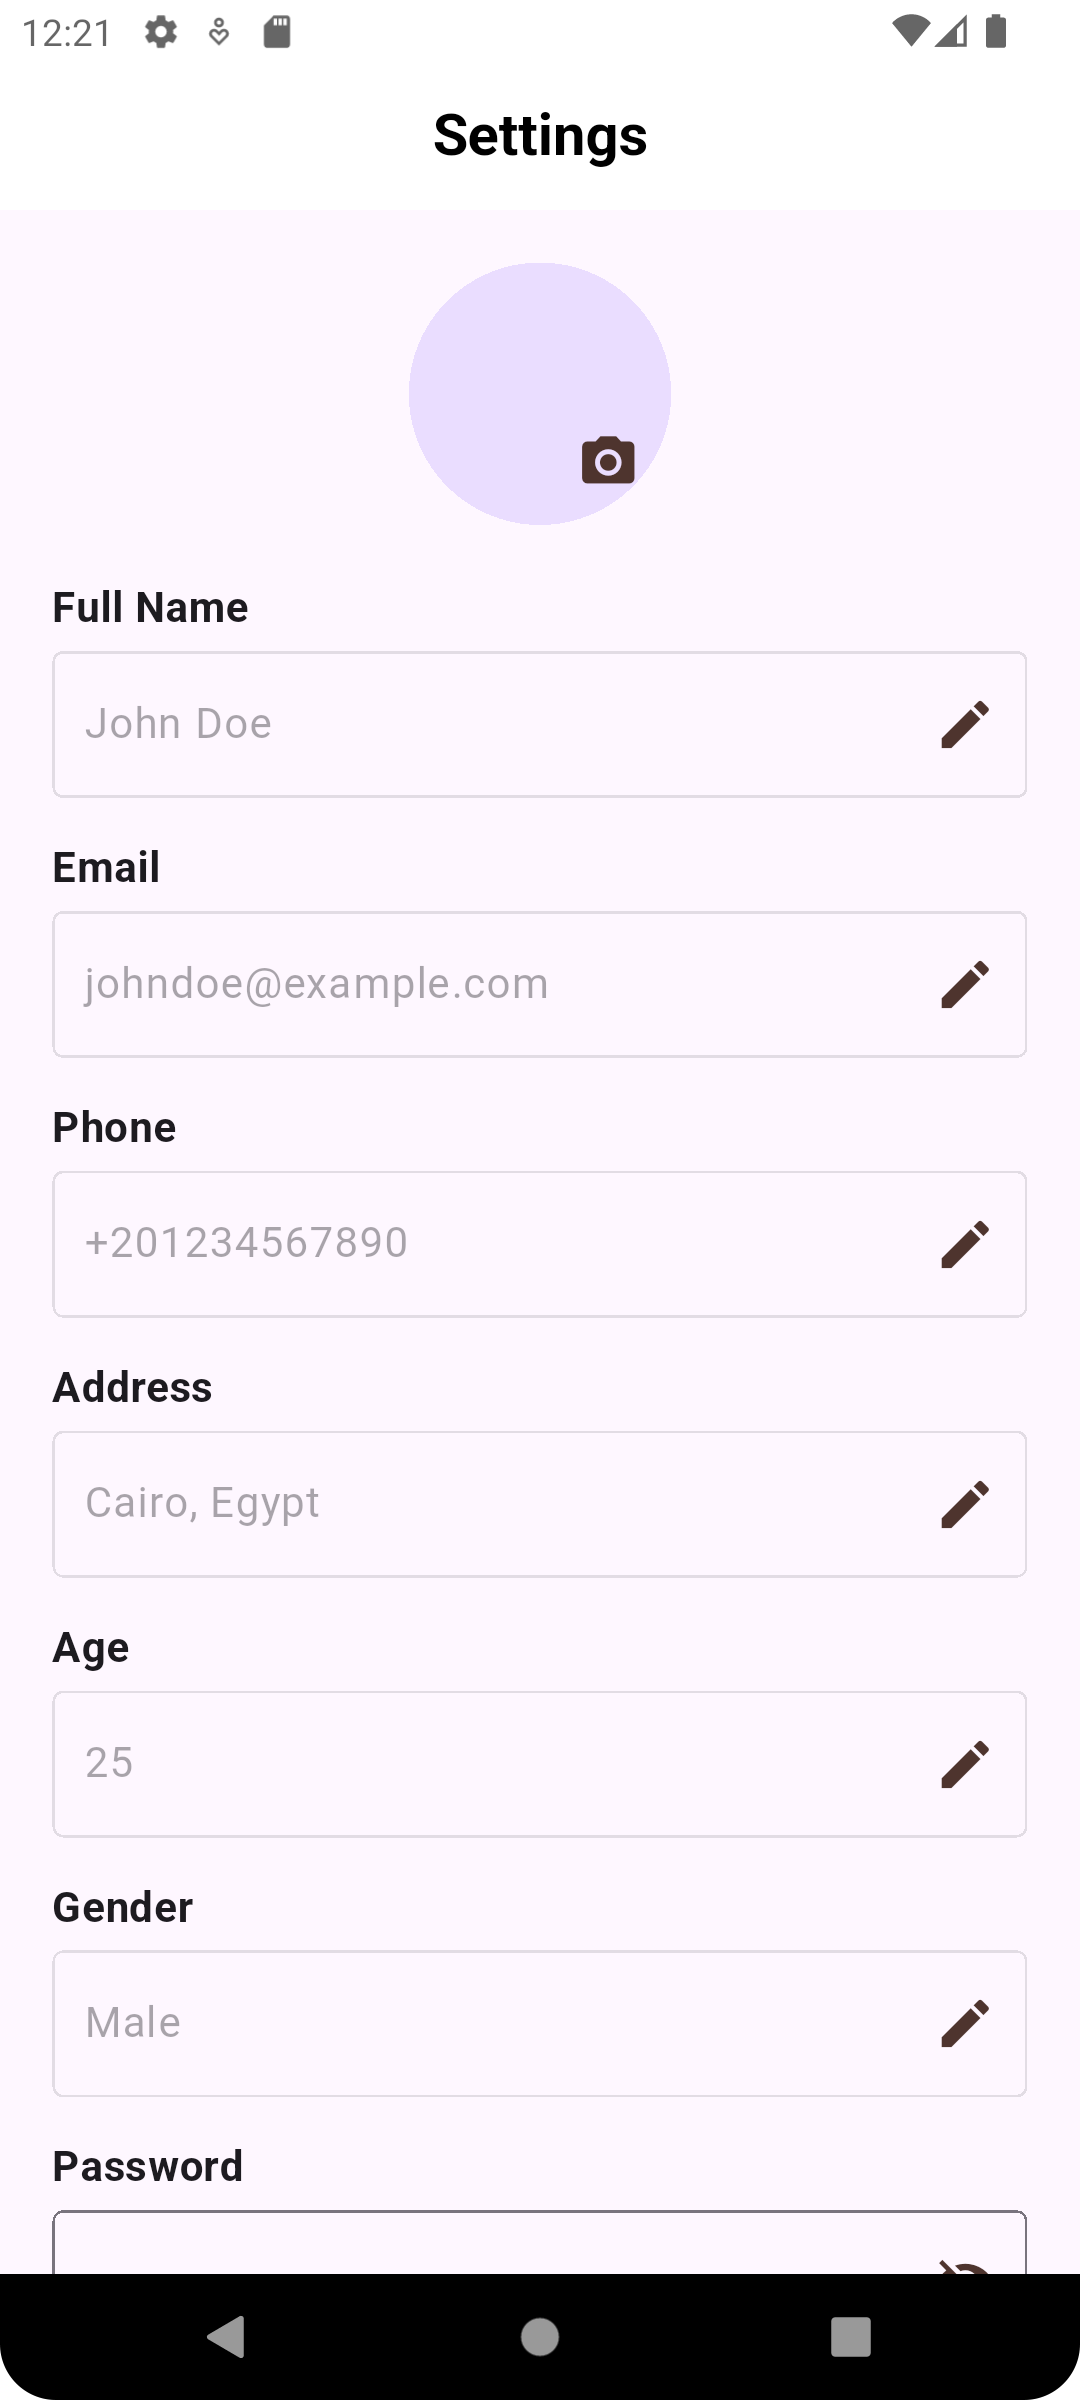 12:21
Settings
Full Name
John Doe
Email
johndoe@example.com
Phone
+201234567890
Address
Cairo, Egypt
Age
25
Gender
Male
Password